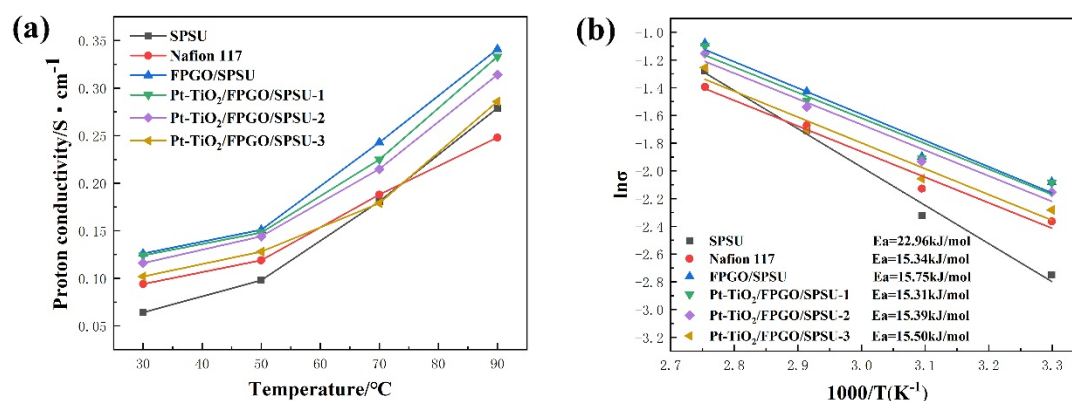 (a)
SPSU
Nafion 117
FPGO/SPSU
Pt-TiO₂/FPGO/SPSU-1
Pt-TiO₂/FPGO/SPSU-2
Pt-TiO₂/FPGO/SPSU-3
Proton conductivity/S·cm⁻¹
0.35
0.30
0.25
0.20
0.15
0.10
0.05
30 40 50 60 70 80 90
Temperature/°C
(b)
lnσ
-1.0
-1.2
-1.4
-1.6
-1.8
-2.0
-2.2
-2.4
-2.6
-2.8
-3.0
-3.2
SPSU Ea=22.96kJ/mol
Nafion 117 Ea=15.34kJ/mol
FPGO/SPSU Ea=15.75kJ/mol
Pt-TiO₂/FPGO/SPSU-1 Ea=15.31kJ/mol
Pt-TiO₂/FPGO/SPSU-2 Ea=15.39kJ/mol
Pt-TiO₂/FPGO/SPSU-3 Ea=15.50kJ/mol
2.7 2.8 2.9 3.0 3.1 3.2 3.3
1000/T(K⁻¹)